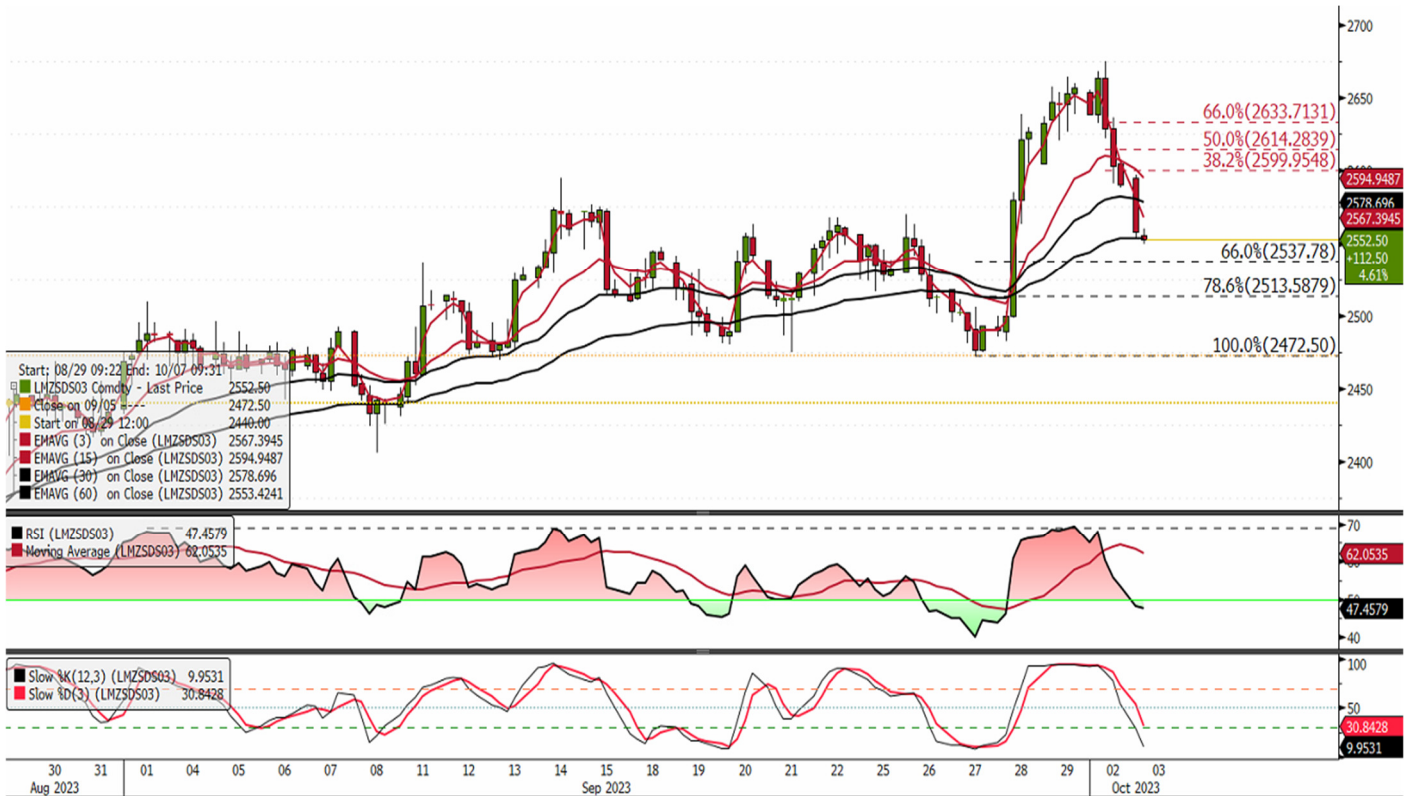 2700
2650
66.0%(2633.7131)
50.0%(2614.2839)
38.2%(2599.9548)
2594.9487
2578.696
2567.3945
2552.50
+112.50
4.61%
66.0%(2537.78)
78.6%(2513.5879)
2500
100.0%(2472.50)
2450
2400
Start: 08/29 09:22 End: 10/07 09:31
LMZSDS03 Comdty - Last Price 2552.50
Close on 09/05 ---- 2472.50
Start on 08/29 12:00 2440.00
EMAVG (3) on Close (LMZSDS03) 2567.3945
EMAVG (15) on Close (LMZSDS03) 2594.9487
EMAVG (30) on Close (LMZSDS03) 2578.696
EMAVG (60) on Close (LMZSDS03) 2553.4241
RSI (LMZSDS03) 47.4579
Moving Average (LMZSDS03) 62.0535
70
62.0535
47.4579
40
Slow %K(12,3) (LMZSDS03) 9.9531
Slow %D(3) (LMZSDS03) 30.8428
100
50
30.8428
9.9531
30 31 01 04 05 06 07 08 11 12 13 14 15 18 19 20 21 22 25 26 27 28 29 02 03
Aug 2023 Sep 2023 Oct 2023